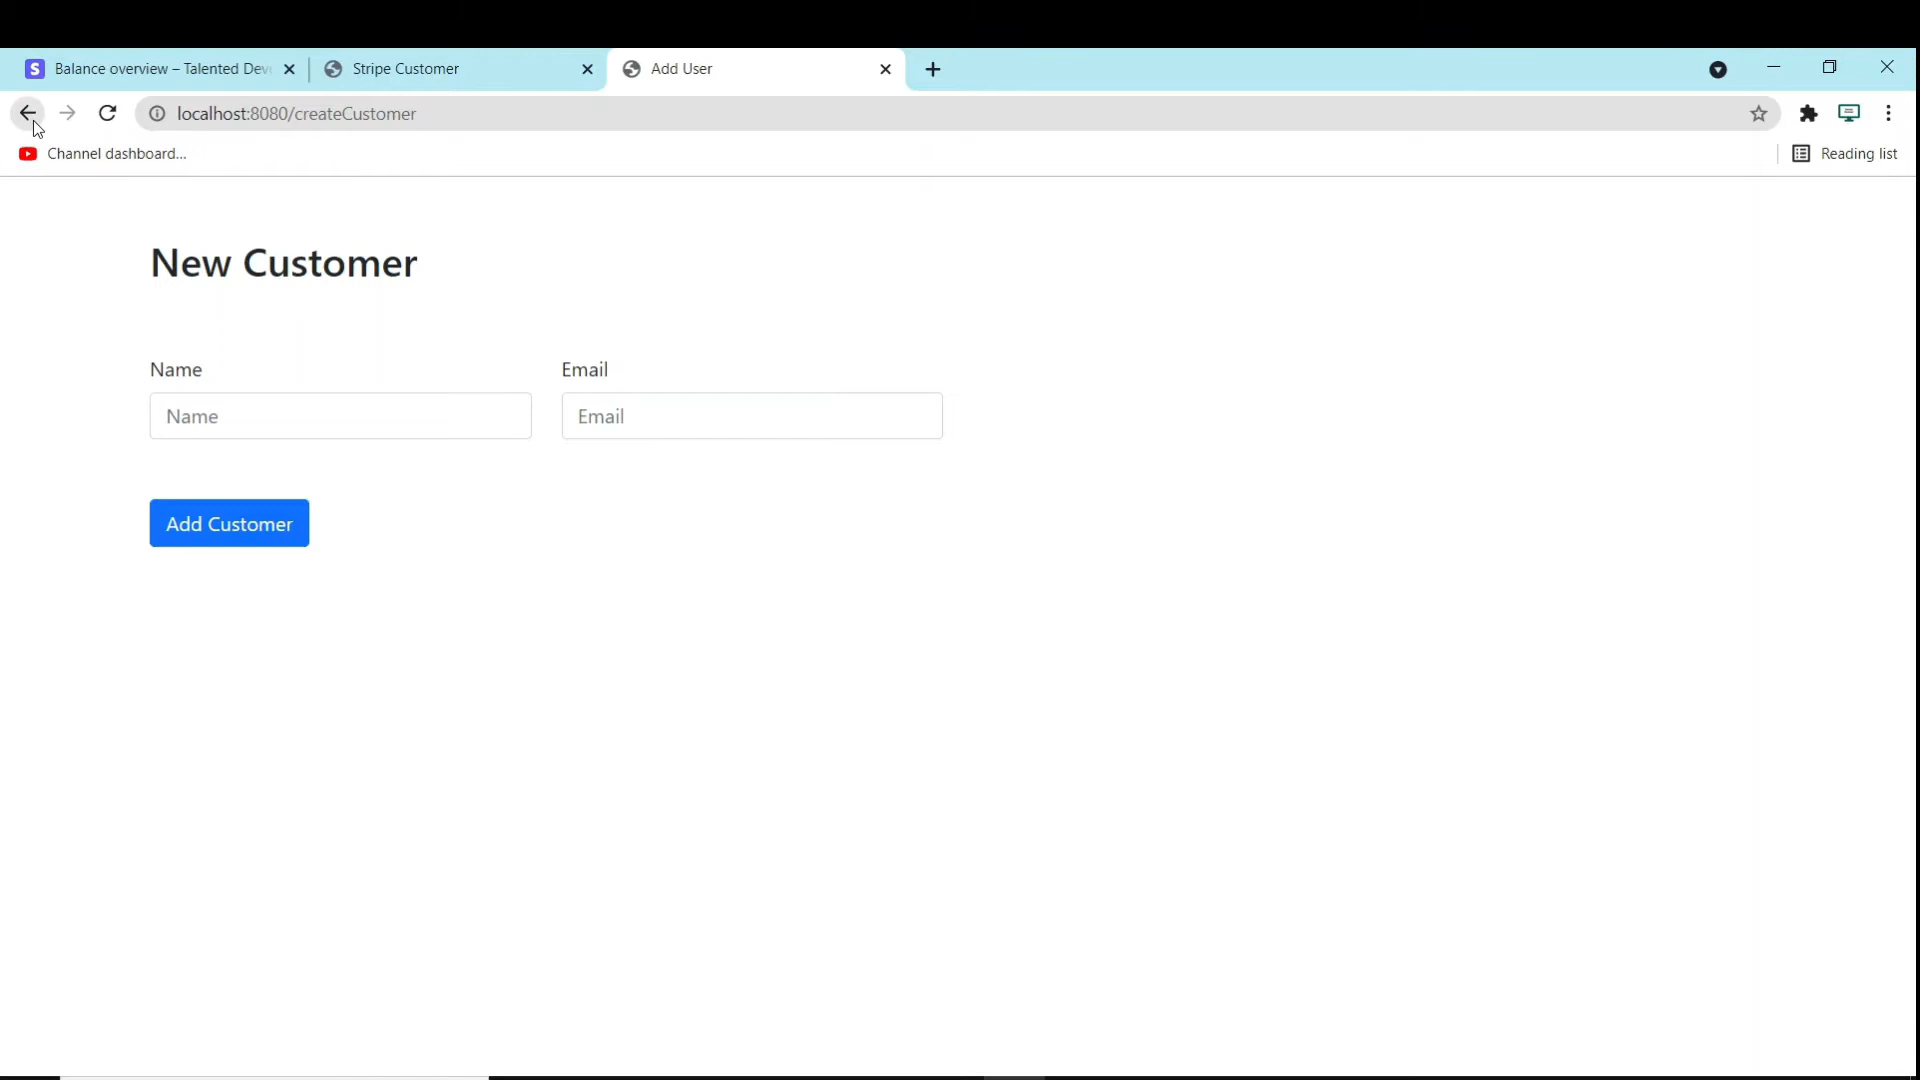 S Balance overview – Talented Dev
Stripe Customer
Add User
localhost:8080/createCustomer
Channel dashboard...
Reading list
New Customer
Name
Email
Name
Email
Add Customer